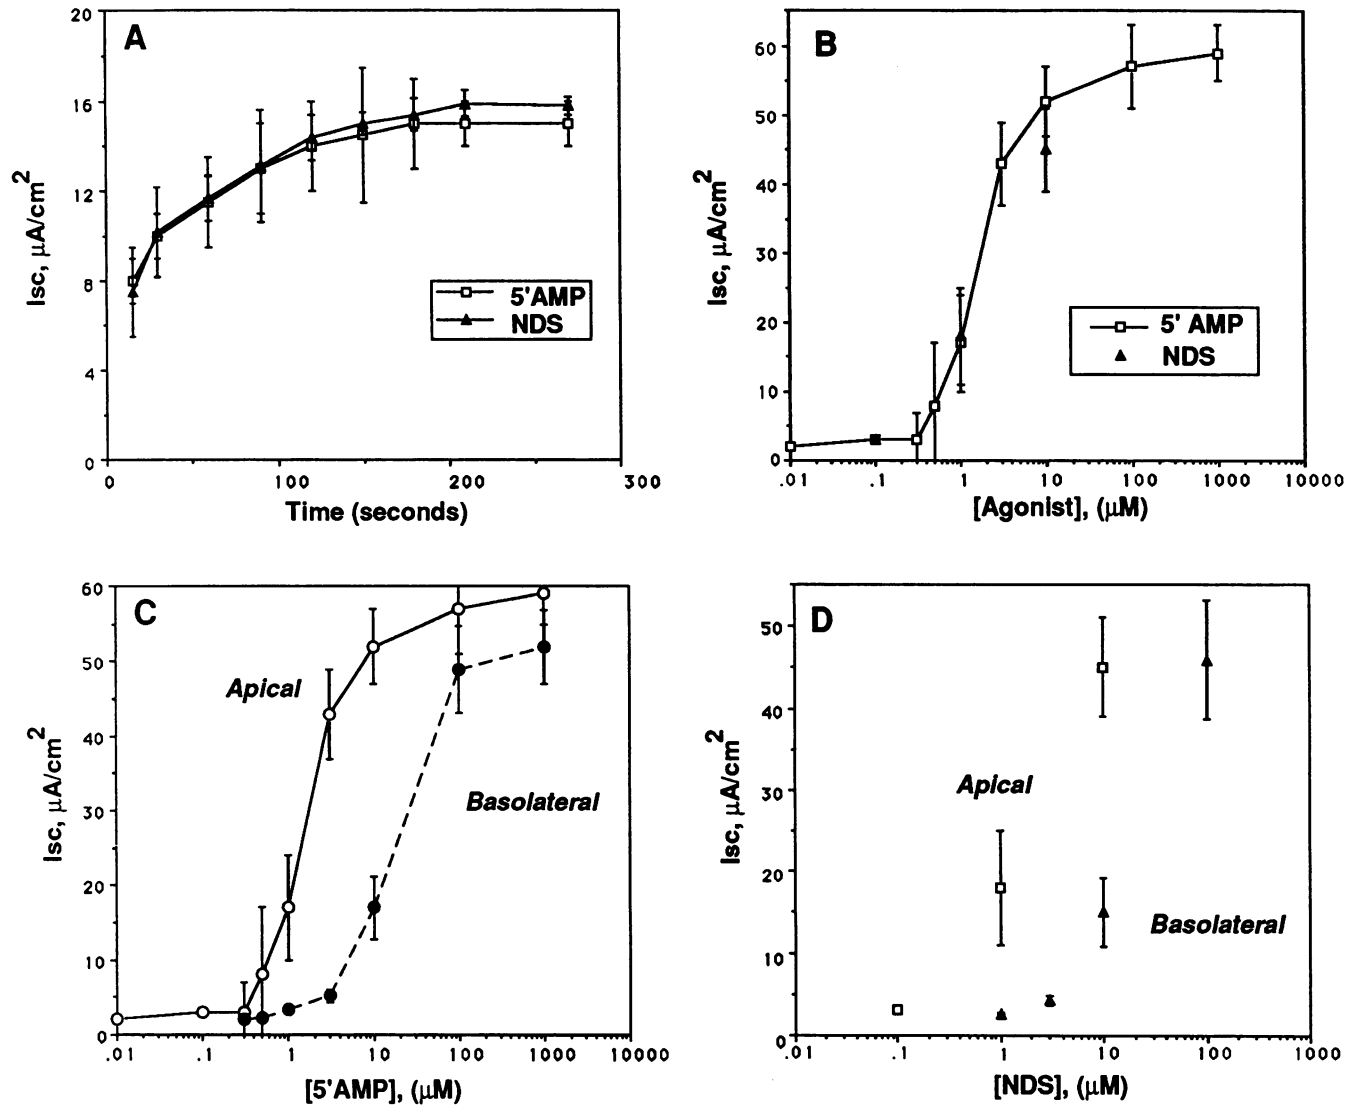 A
20
16
12
8
4
0
Isc, µA/cm2
5'AMP
NDS
0 100 200 300
Time (seconds)
B
60
50
40
30
20
10
0
Isc, µA/cm2
5' AMP
NDS
.01 .1 1 10 100 1000 10000
[Agonist], (µM)
C
60
50
40
30
20
10
0
Isc, µA/cm2
Apical
Basolateral
.01 .1 1 10 100 1000 10000
[5'AMP], (µM)
D
50
40
30
20
10
0
Isc, µA/cm2
Apical
Basolateral
.01 .1 1 10 100 1000
[NDS], (µM)